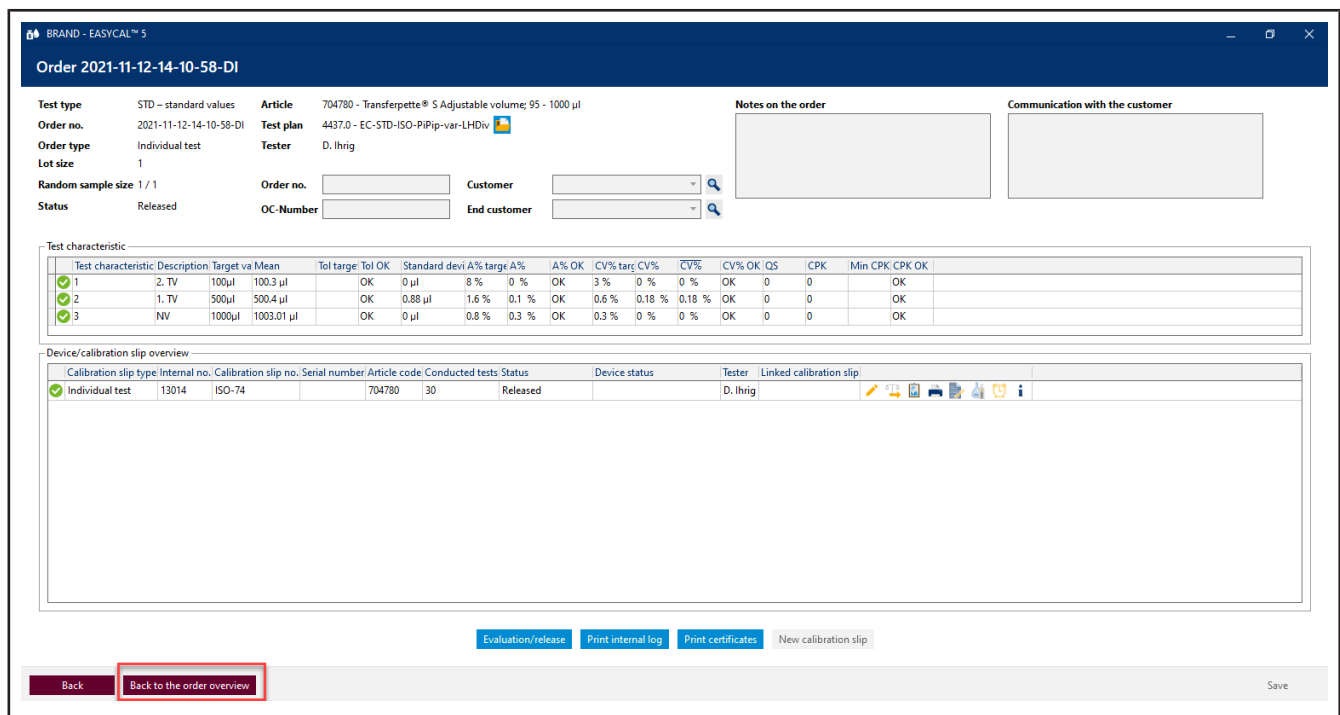 BRAND - EASYCAL™ 5
Order 2021-11-12-14-10-58-DI
Test type STD – standard values Article 704780 - Transferpette® S Adjustable volume; 95 - 1000 µl Notes on the order Communication with the customer
Order no. 2021-11-12-14-10-58-DI Test plan 4437.0 - EC-STD-ISO-PiPip-var-LHDiv
Order type Individual test Tester D. Ihrig
Lot size 1
Random sample size 1 / 1 Order no. Customer
Status Released OC-Number End customer
Test characteristic
Test characteristic Description Target va Mean Tol targe Tol OK Standard devi A% targe A% A% OK CV% targ CV% CV% CV% OK QS CPK Min CPK CPK OK
1 2. TV 100µl 100.3 µl OK 0 µl 8 % 0 % OK 3 % 0 % 0 % OK 0 0 OK
2 1. TV 500µl 500.4 µl OK 0.88 µl 1.6 % 0.1 % OK 0.6 % 0.18 % 0.18 % OK 0 0 OK
3 NV 1000µl 1003.01 µl OK 0 µl 0.8 % 0.3 % OK 0.3 % 0 % 0 % OK 0 0 OK
Device/calibration slip overview
Calibration slip type Internal no. Calibration slip no. Serial number Article code Conducted tests Status Device status Tester Linked calibration slip
Individual test 13014 ISO-74 704780 30 Released D. Ihrig
Evaluation/release Print internal log Print certificates New calibration slip
Back Back to the order overview Save